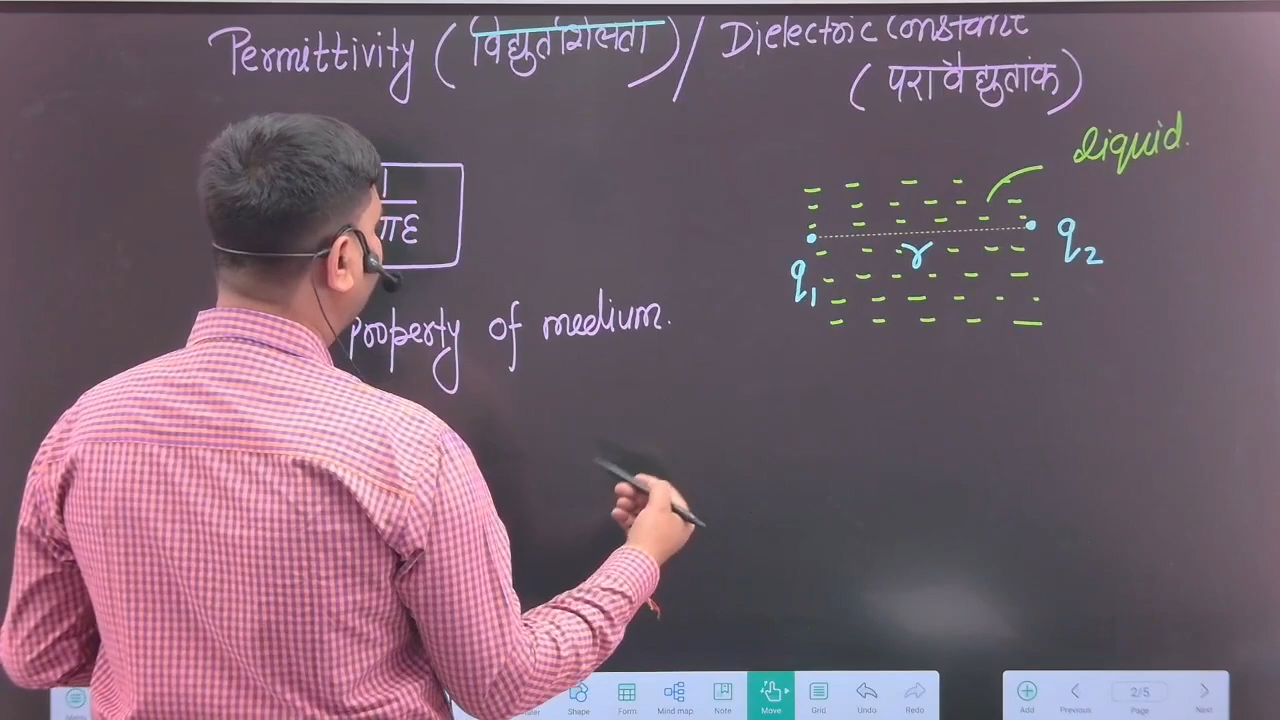 Permittivity (विद्युतशिलता) / Dielectric Constant
(परावैद्युतांक)
liquid.
1
πε
r
q1
q2
property of medium.
Shape
Form
Mind map
Note
Move
Grid
Undo
Redo
Add
Previous
2/5
Page
Next